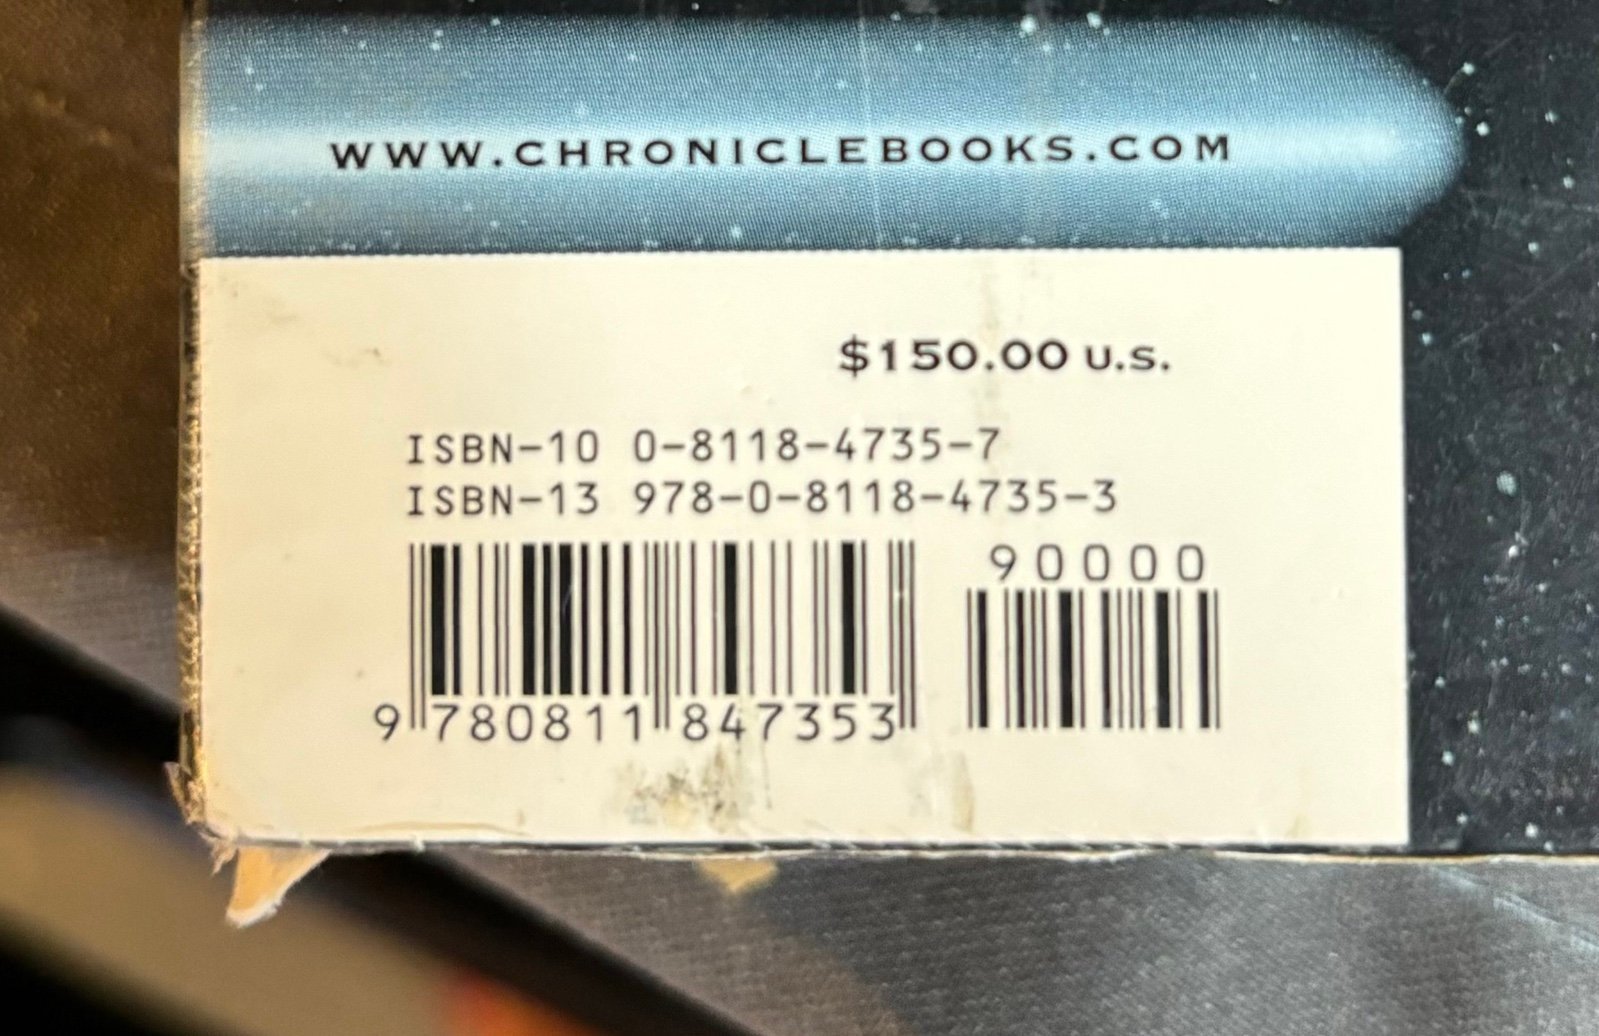 WWW.CHRONICLEBOOKS.COM
$150.00 U.S.
ISBN-10 0-8118-4735-7
ISBN-13 978-0-8118-4735-3
90000
9 780811 847353